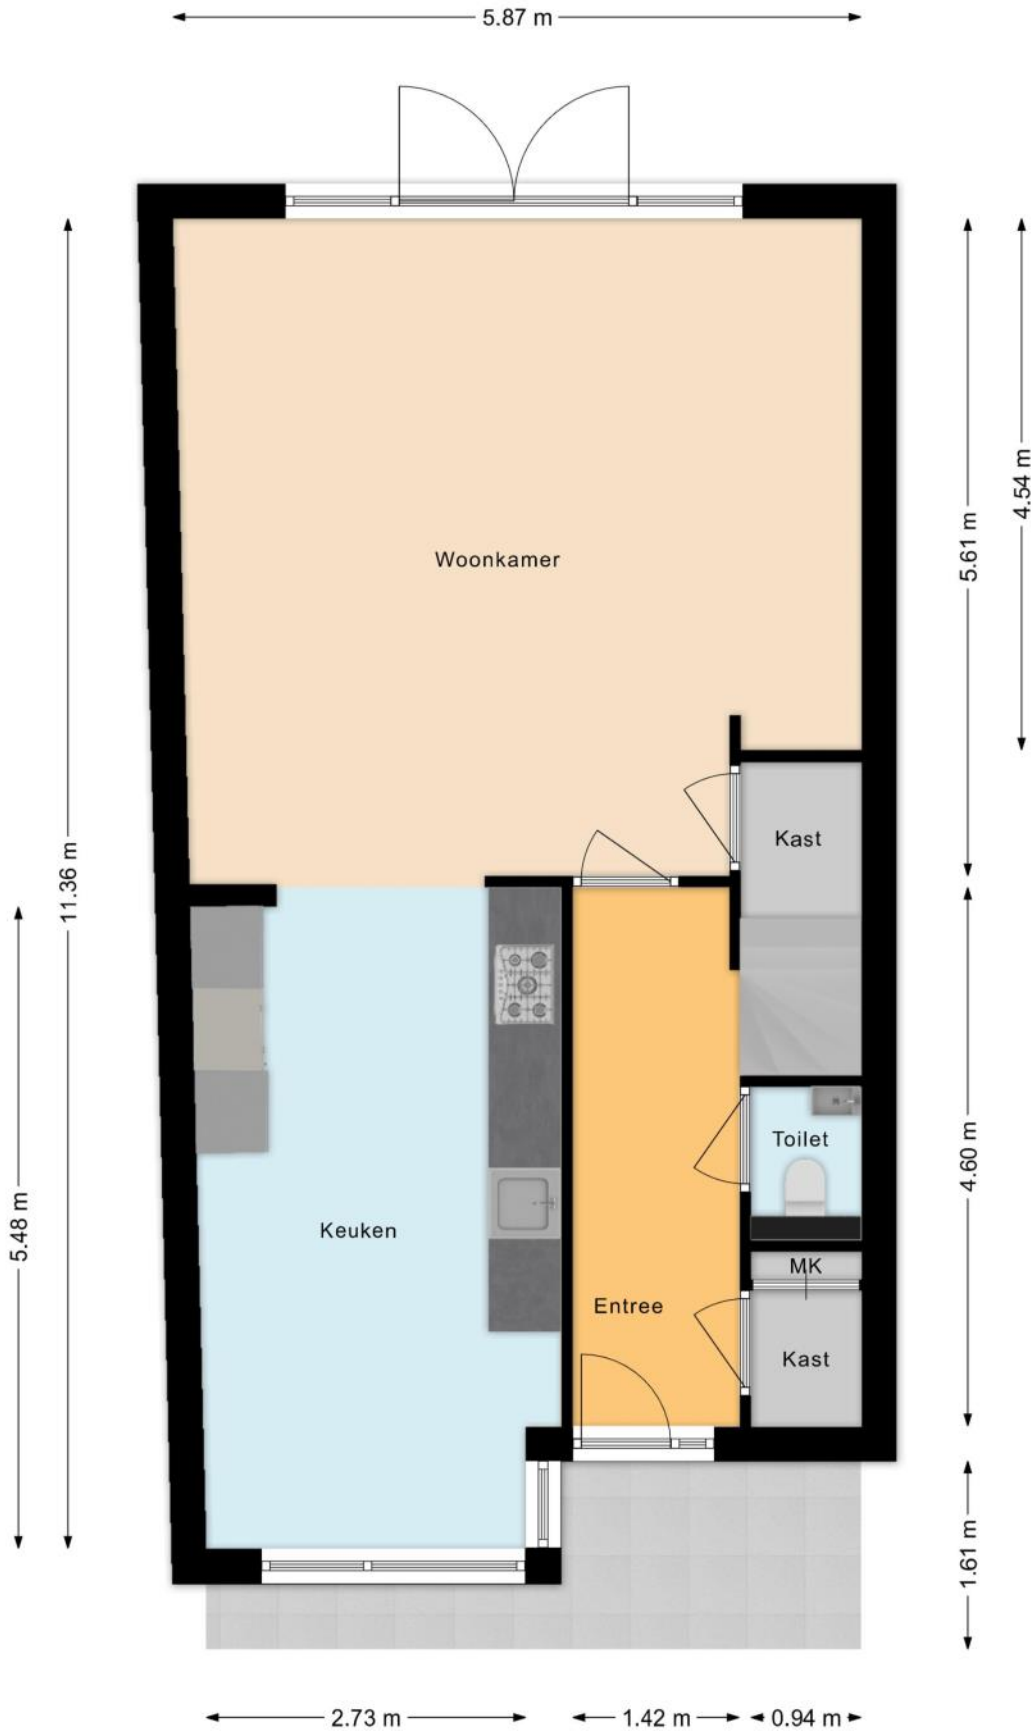 5.87 m
Woonkamer
4.54 m
5.61 m
Kast
11.36 m
Toilet
4.60 m
5.48 m
Keuken
MK
Entree
Kast
1.61 m
2.73 m
1.42 m
0.94 m